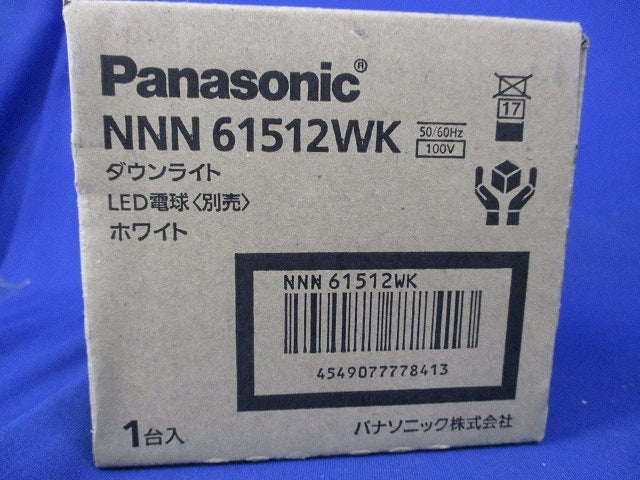 Panasonic®
NNN 61512WK
50/60Hz
100V
17
ダウンライト
LED電球〈別売〉
ホワイト
NNN 61512WK
4549077778413
1台入
パナソニック株式会社